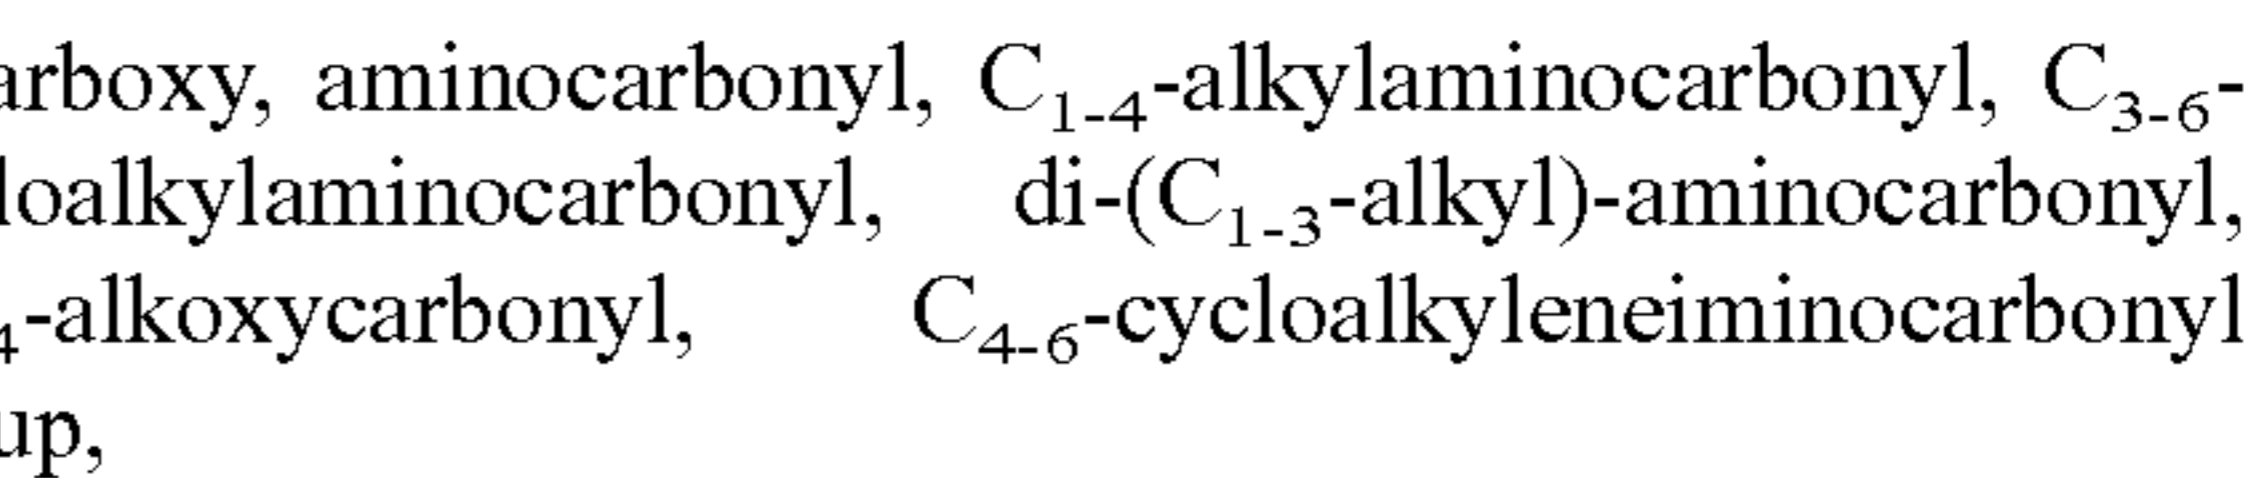 arboxy, aminocarbonyl, C₁₋₄-alkylaminocarbonyl, C₃₋₆-
loalkylaminocarbonyl, di-(C₁₋₃-alkyl)-aminocarbonyl,
₄-alkoxycarbonyl, C₄₋₆-cycloalkyleneiminocarbonyl
up,